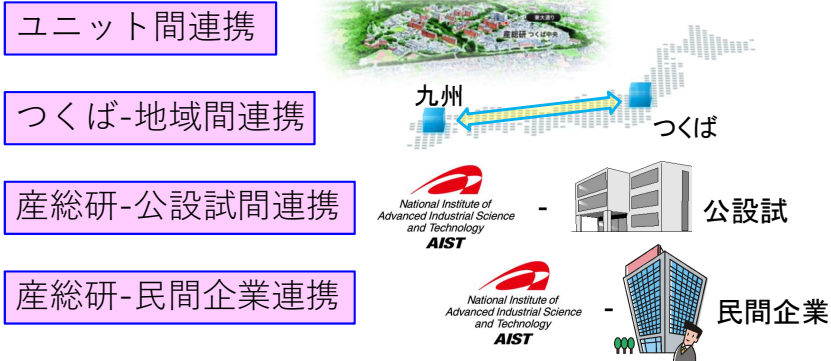 ユニット間連携
東大通り
産総研 つくば中央
つくば-地域間連携
九州
つくば
産総研-公設試間連携
National Institute of
Advanced Industrial Science
and Technology
AIST
-
公設試
産総研-民間企業連携
National Institute of
Advanced Industrial Science
and Technology
AIST
-
民間企業